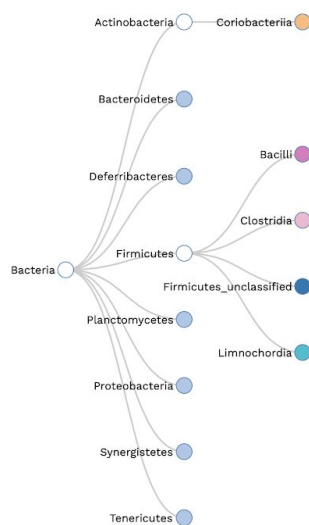 Actinobacteria
Coriobacteriia
Bacteroidetes
Bacilli
Deferribacteres
Clostridia
Firmicutes
Bacteria
Firmicutes_unclassified
Planctomycetes
Limnochordia
Proteobacteria
Synergistetes
Tenericutes